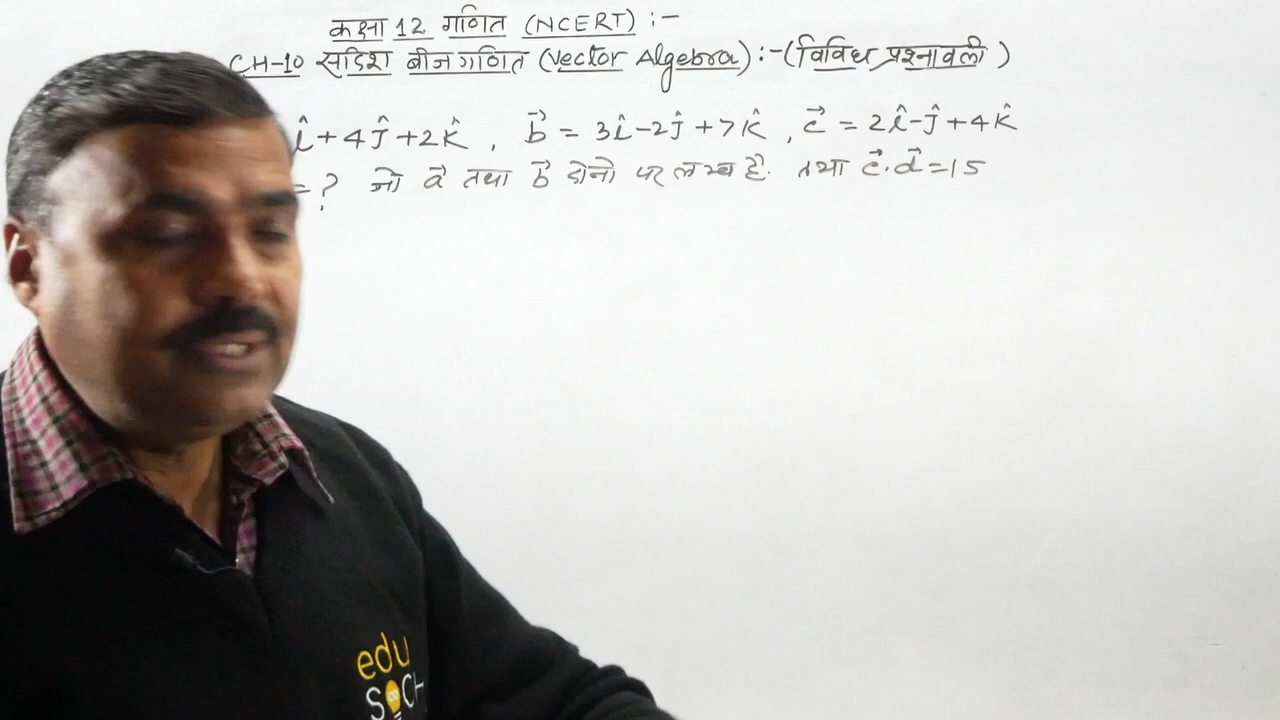 कक्षा 12 गणित (NCERT) :-
CH-10 सदिश बीजगणित (Vector Algebra) :- (विविध प्रश्नावली)
î + 4ĵ + 2k̂ , b⃗ = 3î - 2ĵ + 7k̂ , c⃗ = 2î - ĵ + 4k̂
= ? जो a⃗ तथा b⃗ दोनो पर लम्ब है. तथा c⃗.d⃗ = 15
edu
SOCH